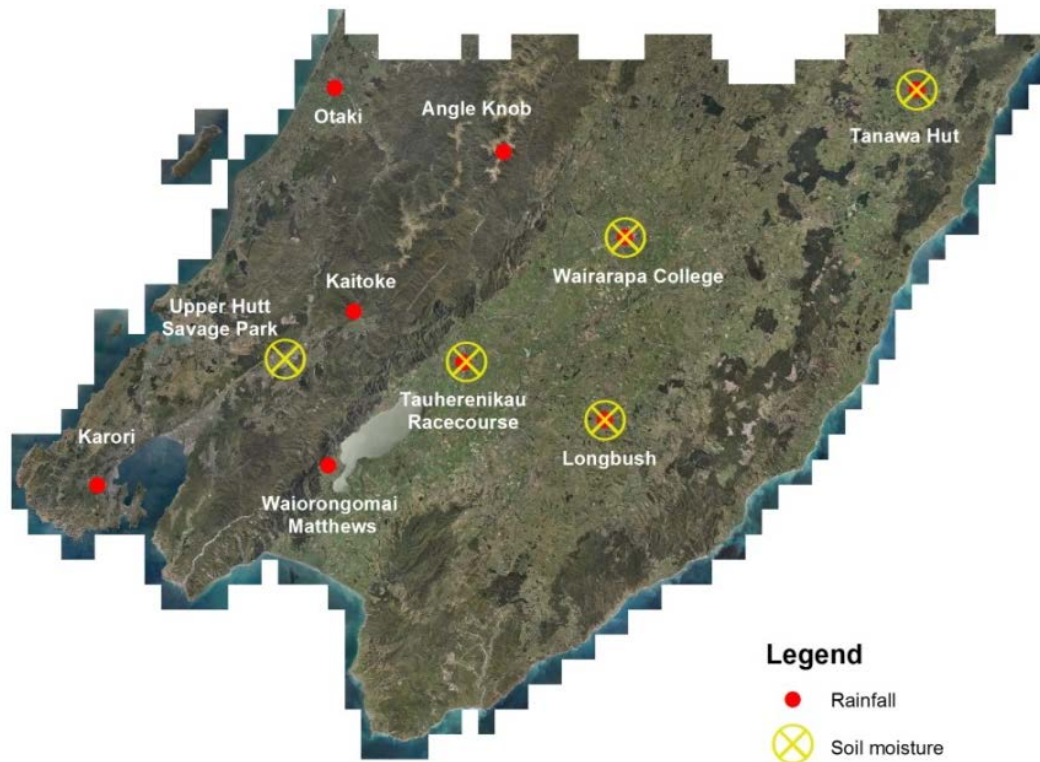 Otaki
Angle Knob
Tanawa Hut
Wairarapa College
Kaitoke
Upper Hutt
Savage Park
Tauherenikau
Racecourse
Longbush
Karori
Waiorongomai
Matthews
Legend
Rainfall
Soil moisture